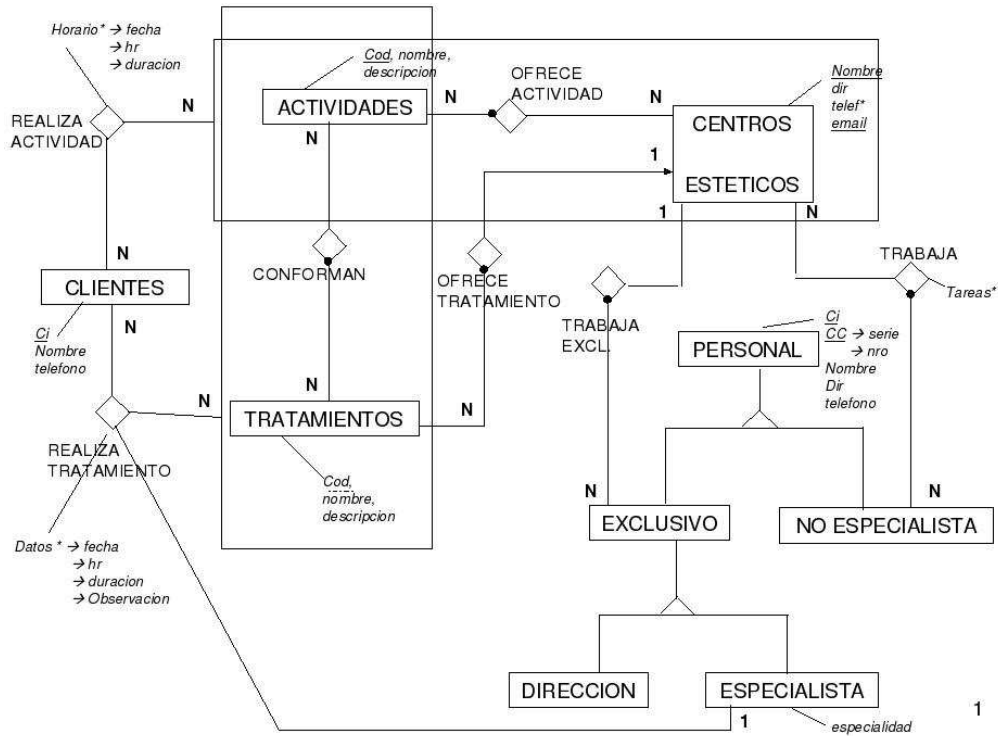 Horario* → fecha
→ hr
→ duracion
Cod, nombre,
descripcion
OFRECE
ACTIVIDAD
Nombre
dir
telef*
email
N
ACTIVIDADES
N
N
REALIZA
ACTIVIDAD
N
CENTROS
ESTETICOS
1
1
N
N
CONFORMAN
OFRECE
TRATAMIENTO
TRABAJA
Tareas*
CLIENTES
N
Ci
Nombre
telefono
TRABAJA
EXCL.
Ci
CC → serie
→ nro
Nombre
Dir
telefono
PERSONAL
N
N
TRATAMIENTOS
N
REALIZA
TRATAMIENTO
Cod,
nombre,
descripcion
N
N
EXCLUSIVO
NO ESPECIALISTA
Datos * → fecha
→ hr
→ duracion
→ Observacion
DIRECCION
ESPECIALISTA
1
especialidad
1